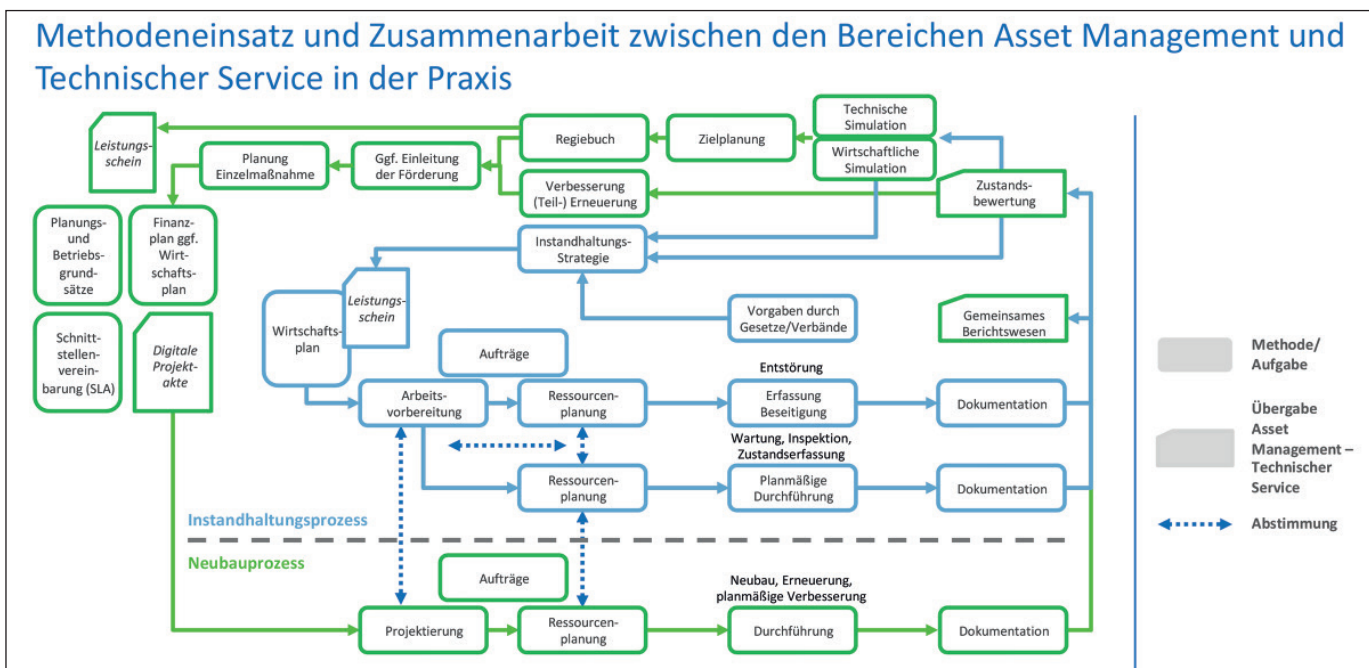 Methodeneinsatz und Zusammenarbeit zwischen den Bereichen Asset Management und
Technischer Service in der Praxis
Leistungs-
schein
Regiebuch
Zielplanung
Technische
Simulation
Wirtschaftliche
Simulation
Planung
Einzelmaßnahme
Ggf. Einleitung
der Förderung
Verbesserung
(Teil-) Erneuerung
Zustands-
bewertung
Planungs-
und
Betriebs-
grund-
sätze
Finanz-
plan ggf.
Wirt-
schafts-
plan
Instandhaltungs-
Strategie
Leistungs-
schein
Wirtschafts-
plan
Vorgaben durch
Gesetze/Verbände
Gemeinsames
Berichtswesen
Schnitt-
stellen-
verein-
barung (SLA)
Digitale
Projekt-
akte
Aufträge
Entstörung
Arbeits-
vorbereitung
Ressourcen-
planung
Erfassung
Beseitigung
Dokumentation
Wartung, Inspektion,
Zustandserfassung
Ressourcen-
planung
Planmäßige
Durchführung
Dokumentation
Instandhaltungsprozess
Neubauprozess
Aufträge
Neubau, Erneuerung,
planmäßige Verbesserung
Projektierung
Ressourcen-
planung
Durchführung
Dokumentation
Methode/
Aufgabe
Übergabe
Asset
Management –
Technischer
Service
Abstimmung